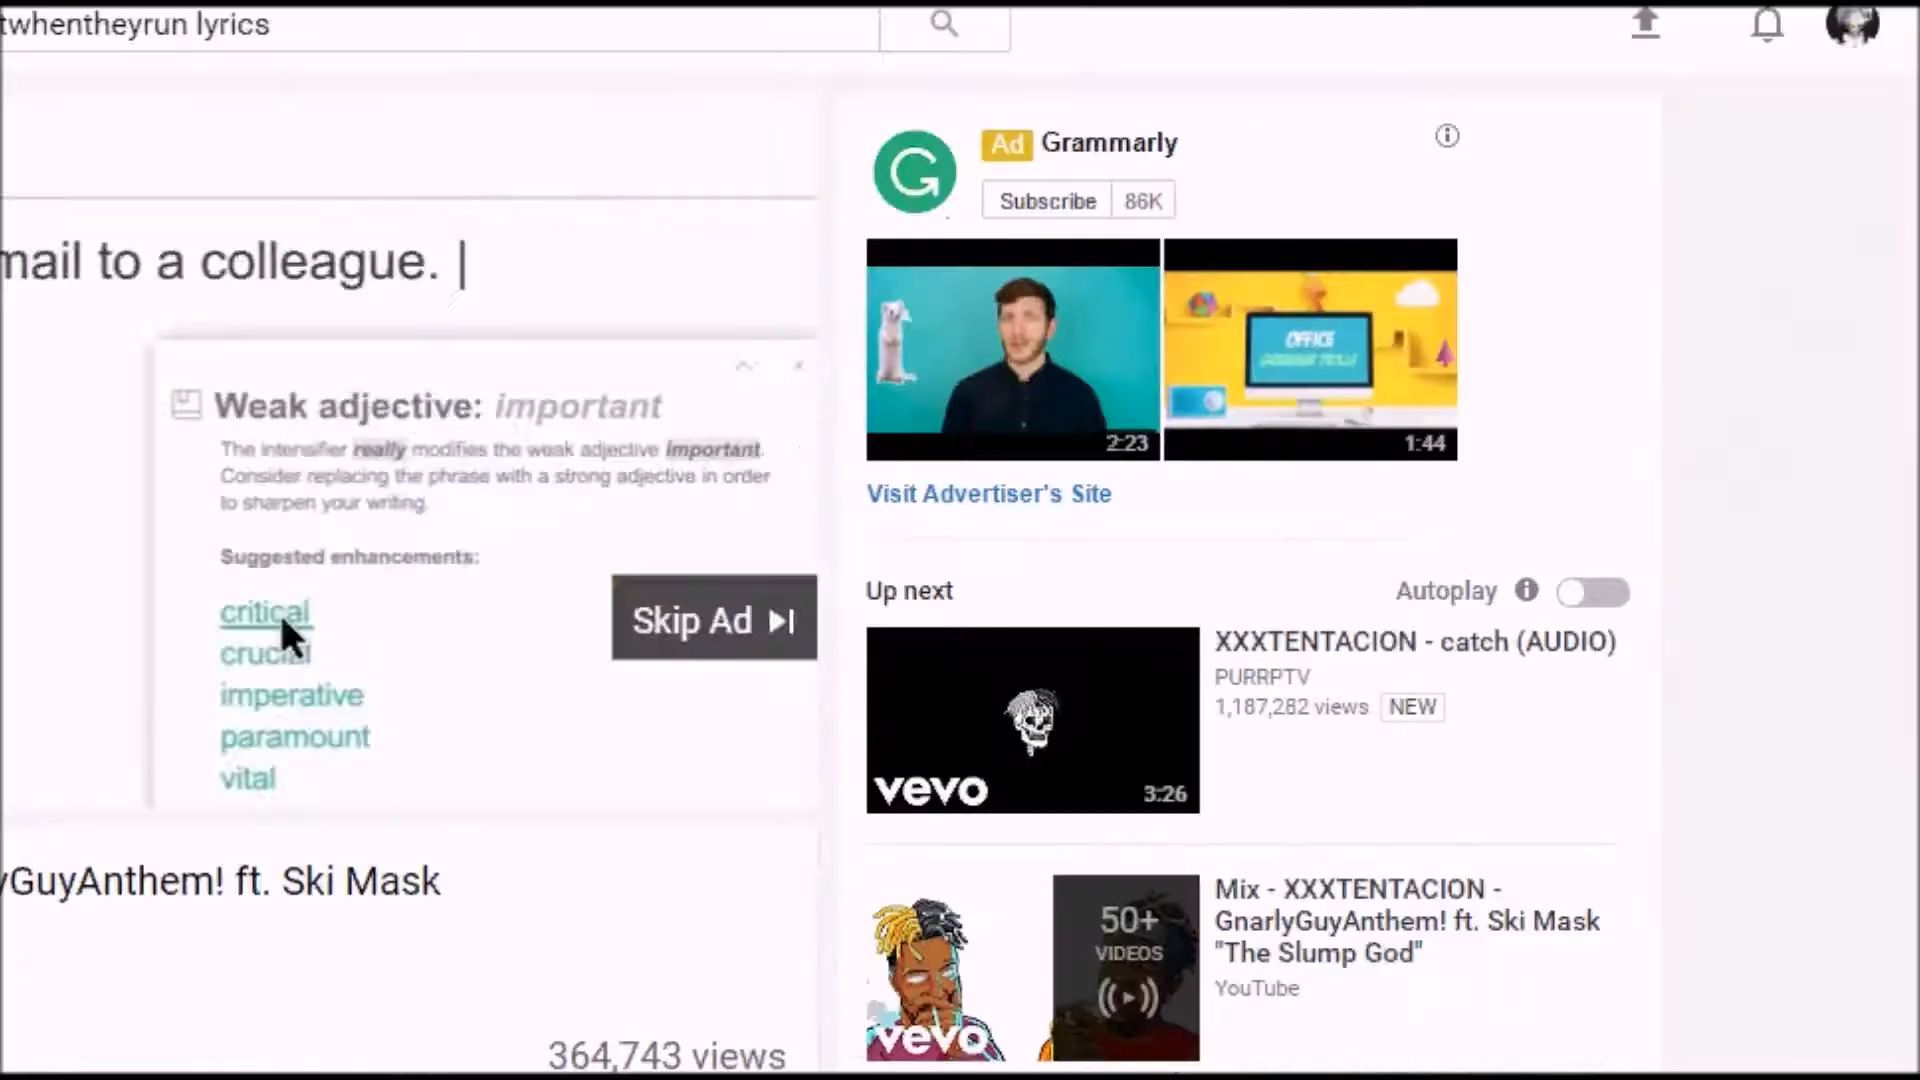 twhentheyrun lyrics
Ad Grammarly
Subscribe 86K
mail to a colleague.
2:23
OFFICE
1:44
Weak adjective: important
The intensifier really modifies the weak adjective important.
Consider replacing the phrase with a strong adjective in order
to sharpen your writing.
Visit Advertiser's Site
Suggested enhancements:
critical
crucial
imperative
paramount
vital
Skip Ad
Up next
Autoplay
XXXTENTACION - catch (AUDIO)
PURRPTV
1,187,282 views NEW
vevo
3:26
yGuyAnthem! ft. Ski Mask
364,743 views
50+
VIDEOS
vevo
Mix - XXXTENTACION -
GnarlyGuyAnthem! ft. Ski Mask
"The Slump God"
YouTube